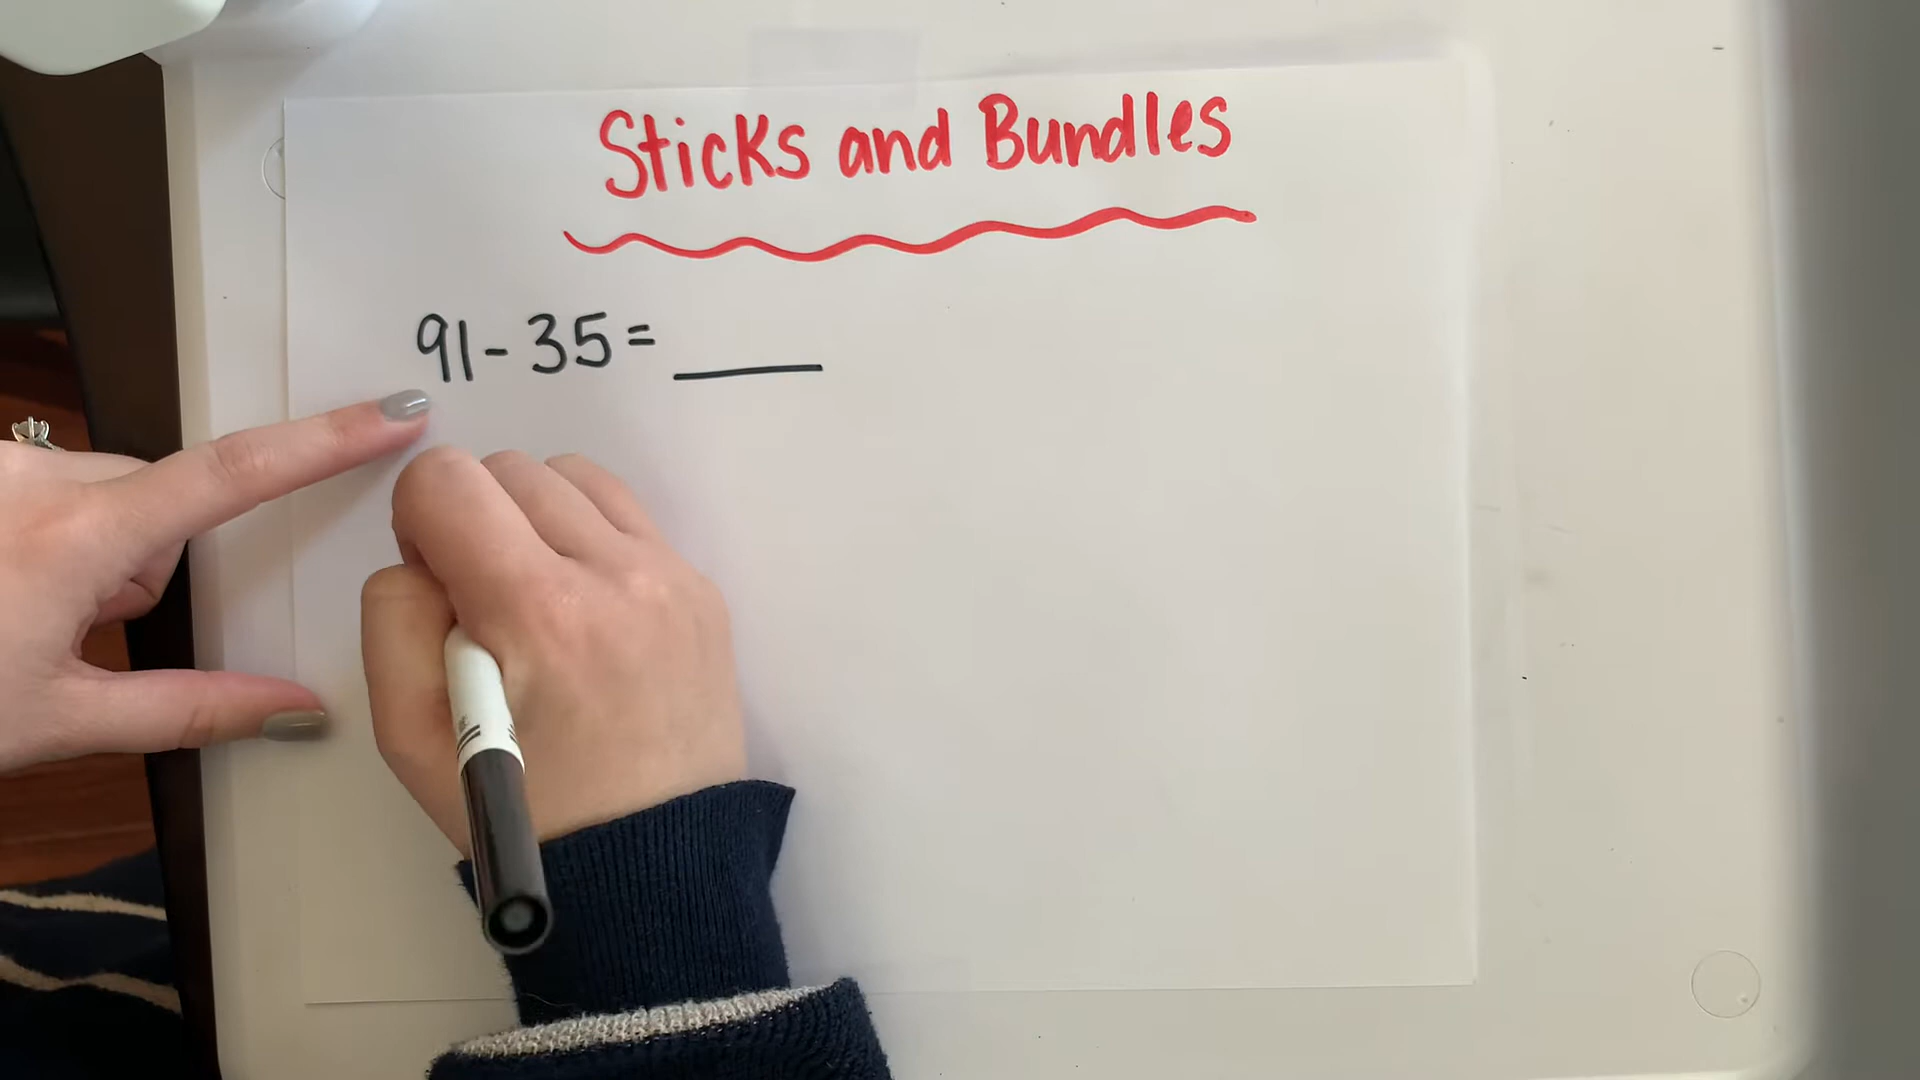 Sticks and Bundles
91 - 35 = ____